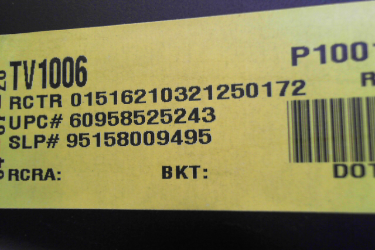 TV1006
P1001
RCTR 01516210321250172
UPC# 60958525243
SLP# 95158009495
RCRA: BKT: DOT